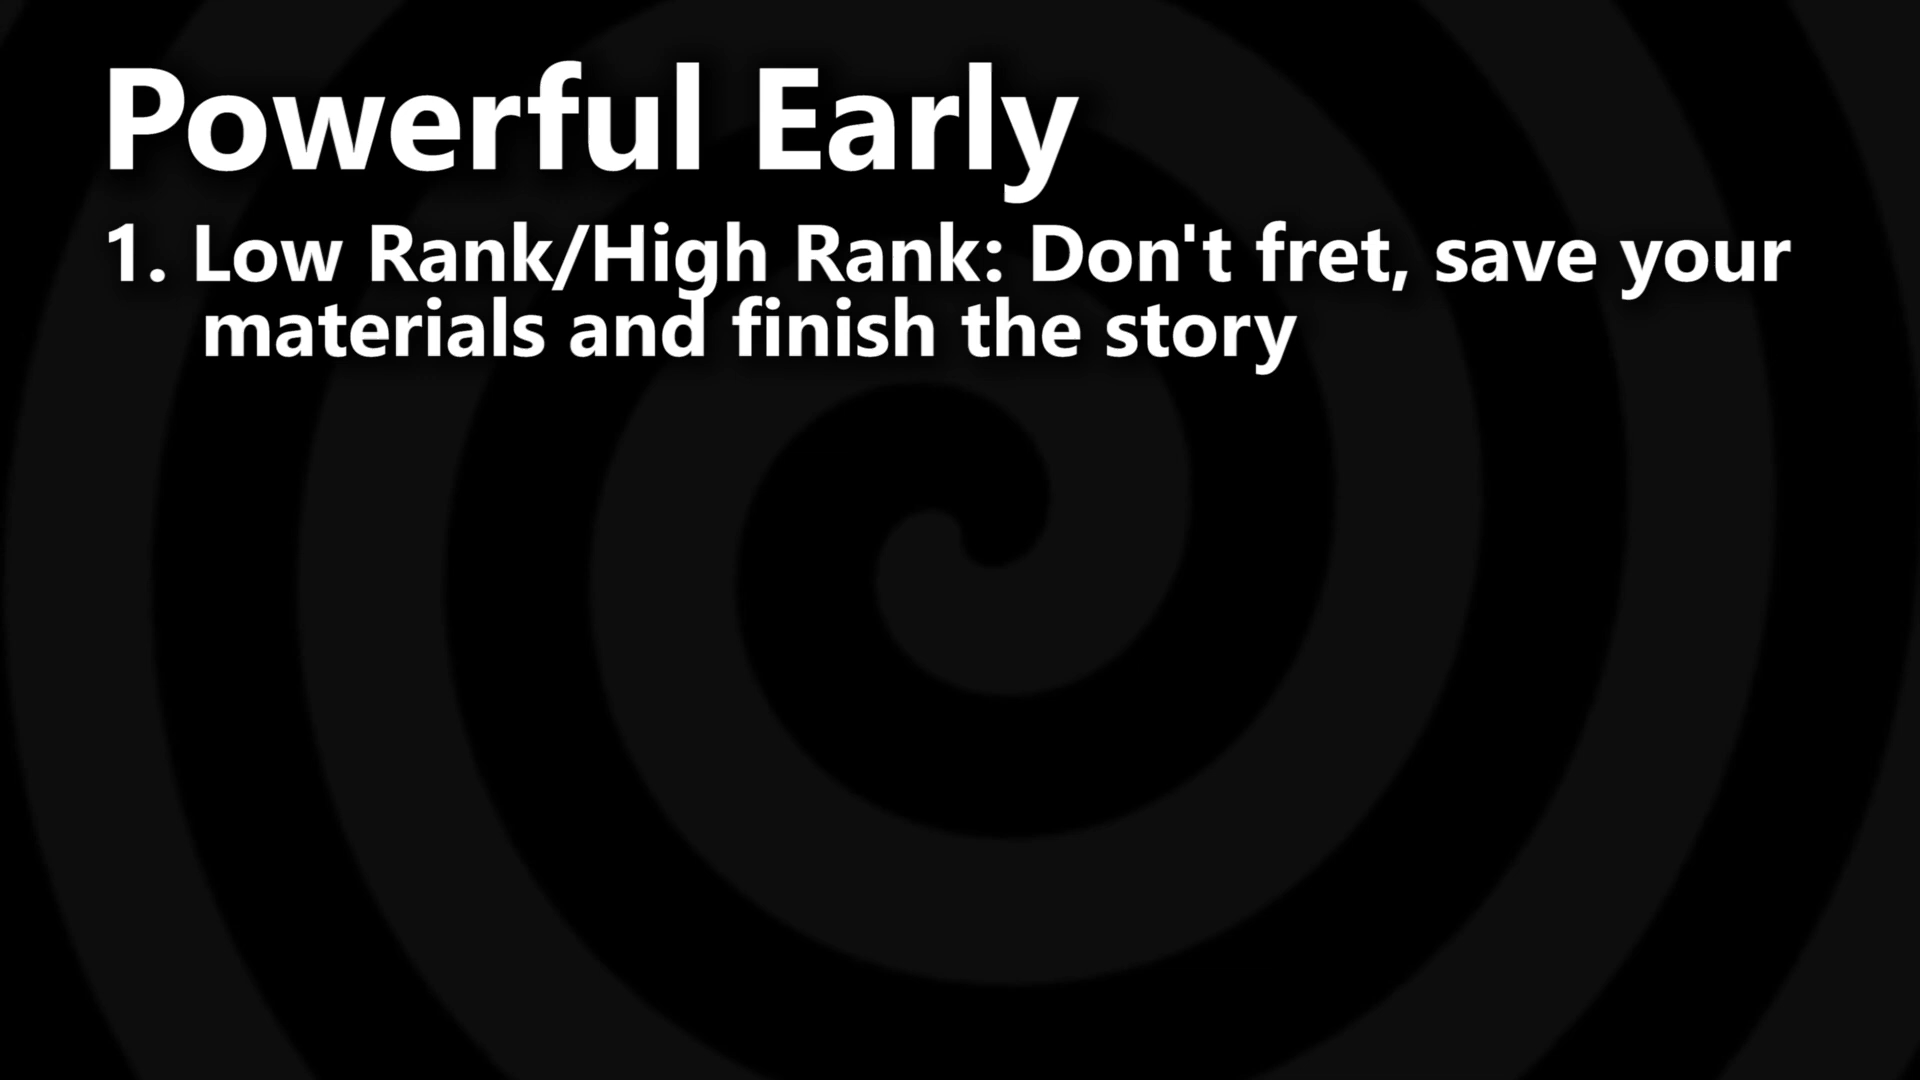 Powerful Early
1. Low Rank/High Rank: Don't fret, save your
materials and finish the story